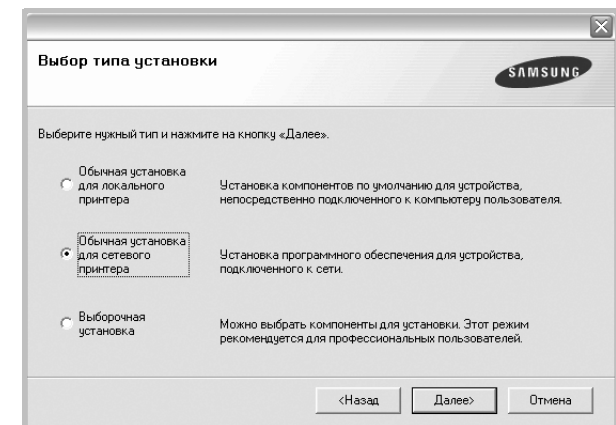 Выбор типа установки
SAMSUNG
Выберите нужный тип и нажмите на кнопку «Далее».
Обычная установка
для локального
принтера
Установка компонентов по умолчанию для устройства,
непосредственно подключенного к компьютеру пользователя.
Обычная установка
для сетевого
принтера
Установка программного обеспечения для устройства,
подключенного к сети.
Выборочная
установка
Можно выбрать компоненты для установки. Этот режим
рекомендуется для профессиональных пользователей.
<Назад
Далее>
Отмена